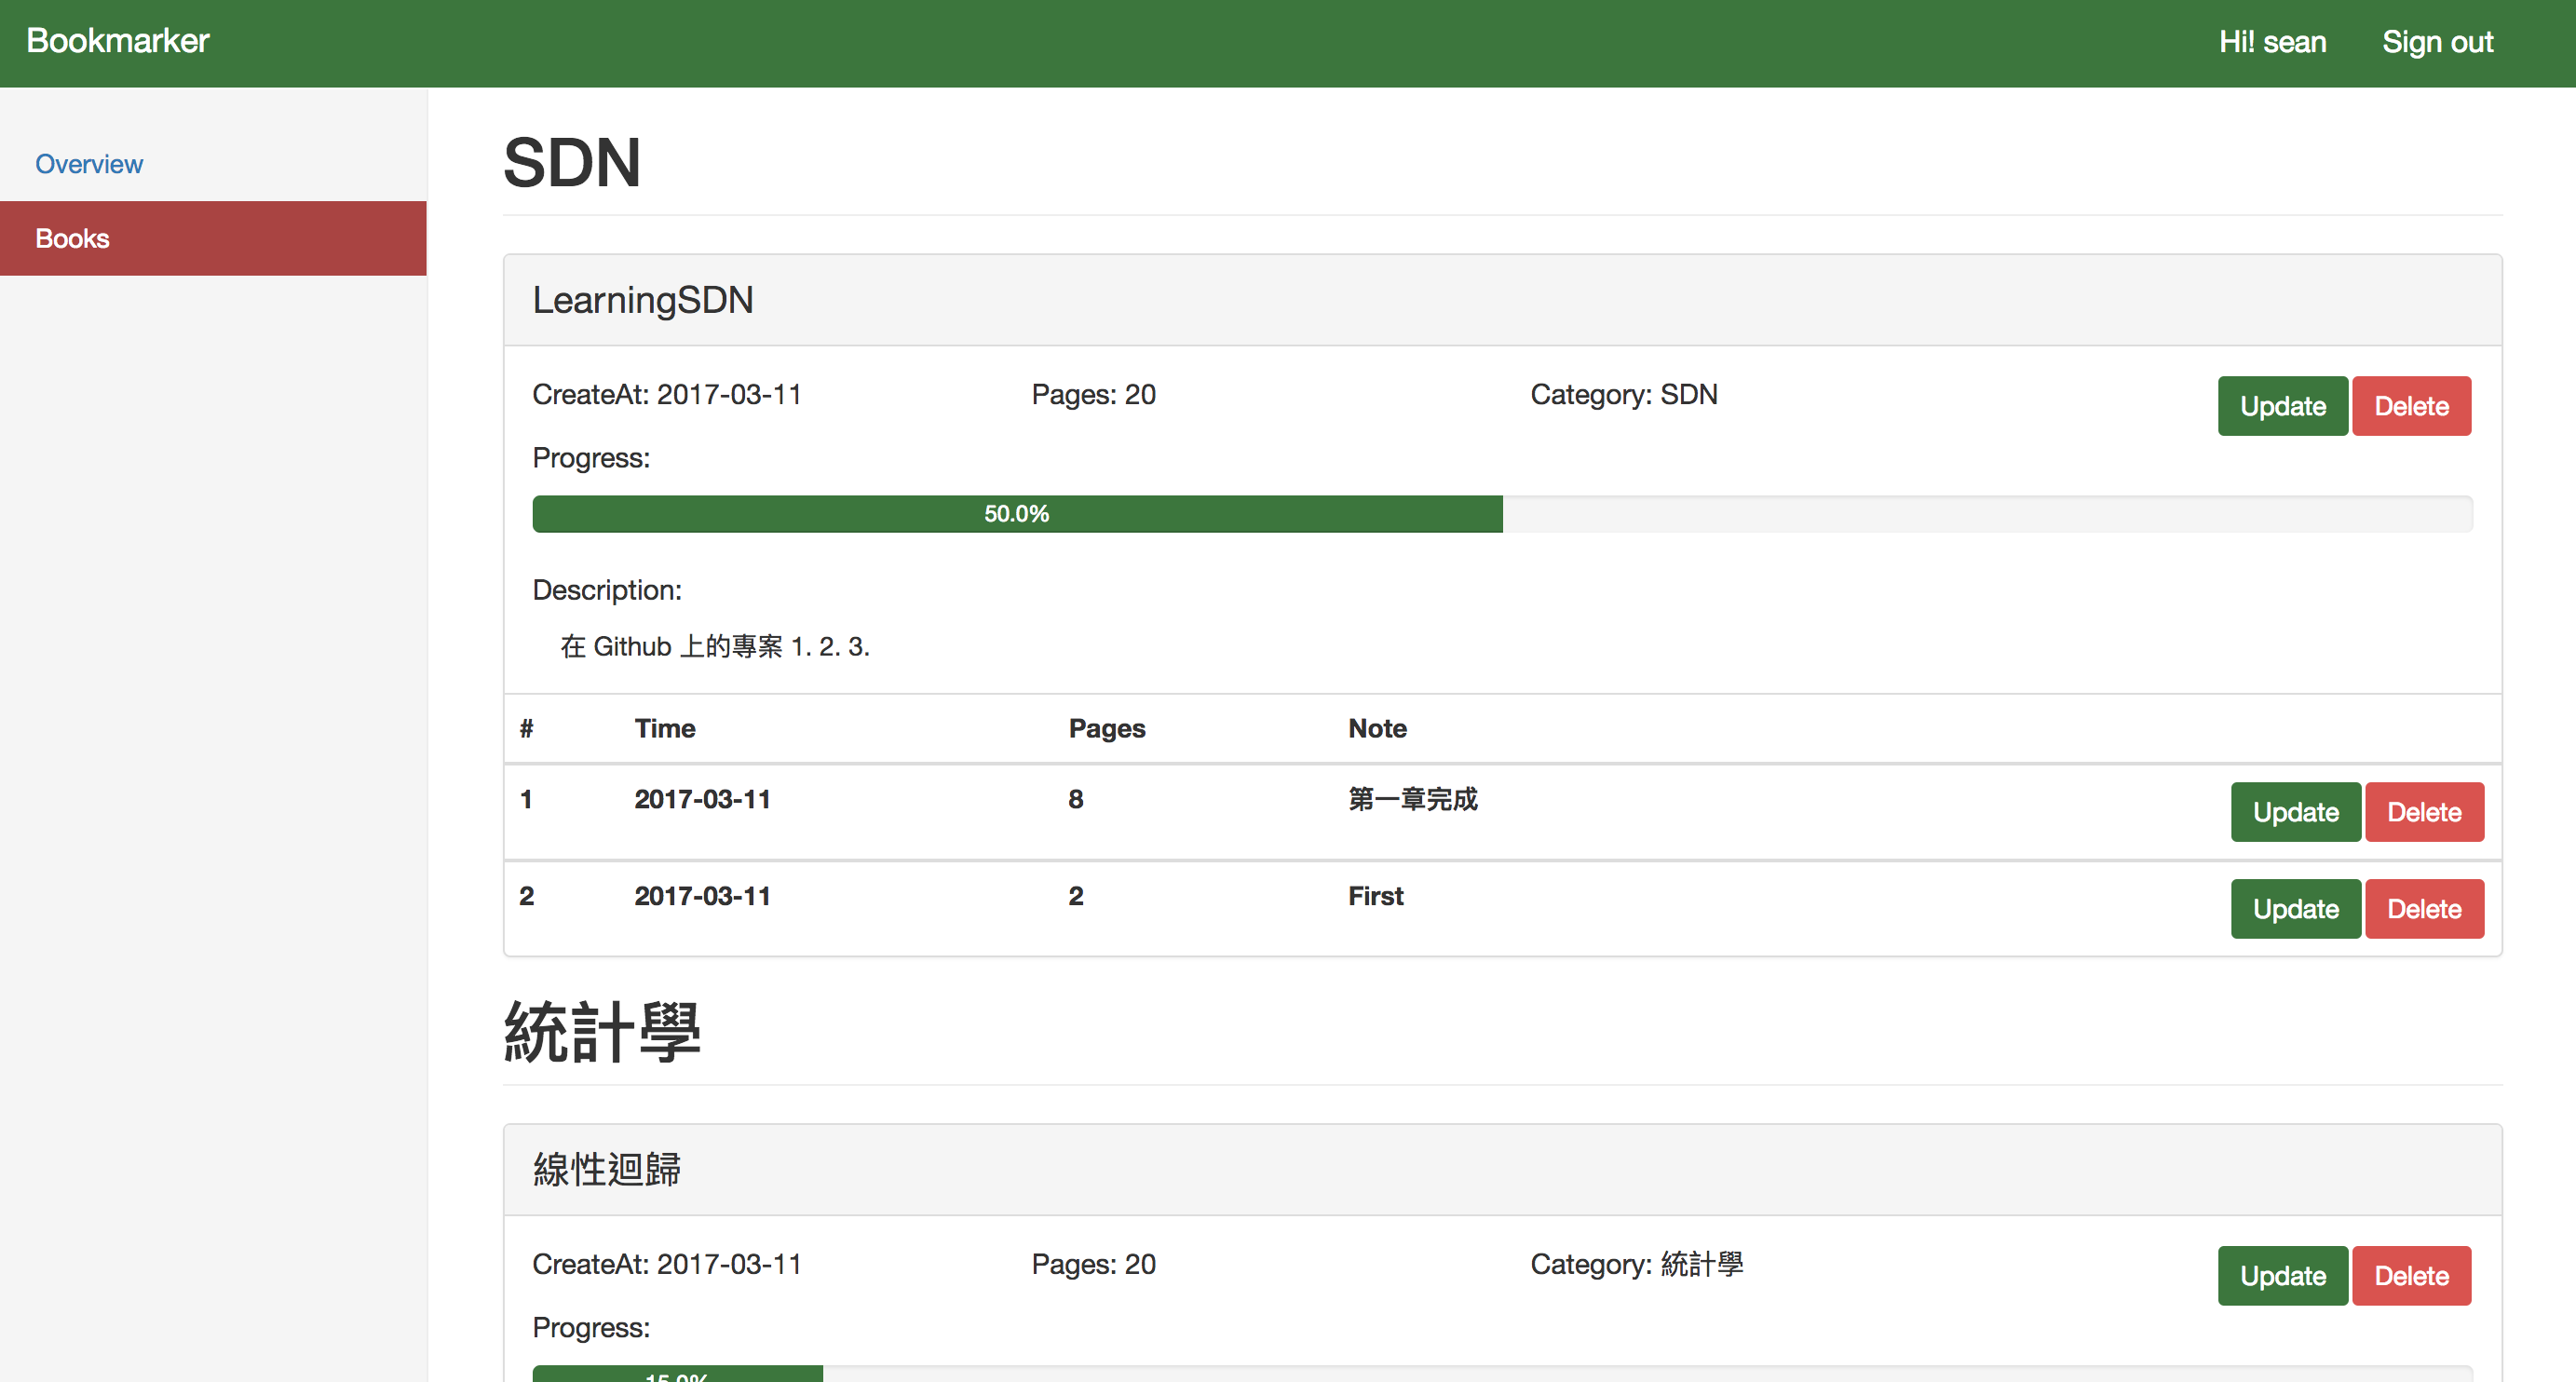 Bookmarker Hi! sean Sign out
Overview
Books
SDN
LearningSDN
CreateAt: 2017-03-11 Pages: 20 Category: SDN Update Delete
Progress:
50.0%
Description:
在 Github 上的專案 1. 2. 3.
# Time Pages Note
1 2017-03-11 8 第一章完成 Update Delete
2 2017-03-11 2 First Update Delete
統計學
線性迴歸
CreateAt: 2017-03-11 Pages: 20 Category: 統計學 Update Delete
Progress:
15.0%